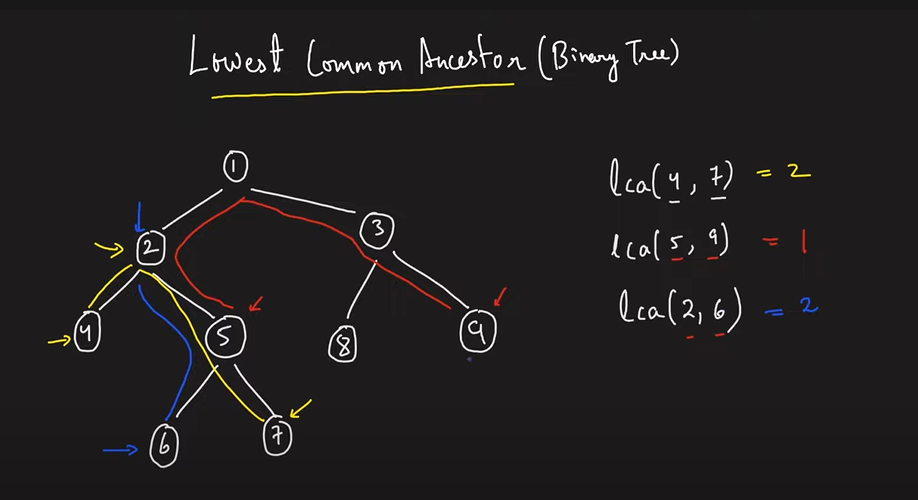 Lowest Common Ancestor (Binary Tree)
1
2
3
4
5
8
9
6
7
lca(4, 7) = 2
lca(5, 9) = 1
lca(2, 6) = 2